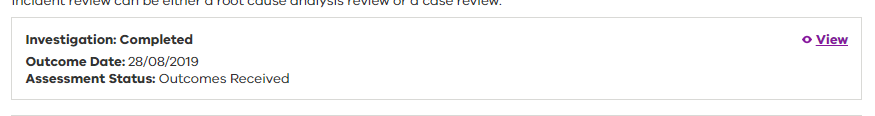 Incident review can be either a root cause analysis review or a case review.
Investigation: Completed
View
Outcome Date: 28/08/2019
Assessment Status: Outcomes Received